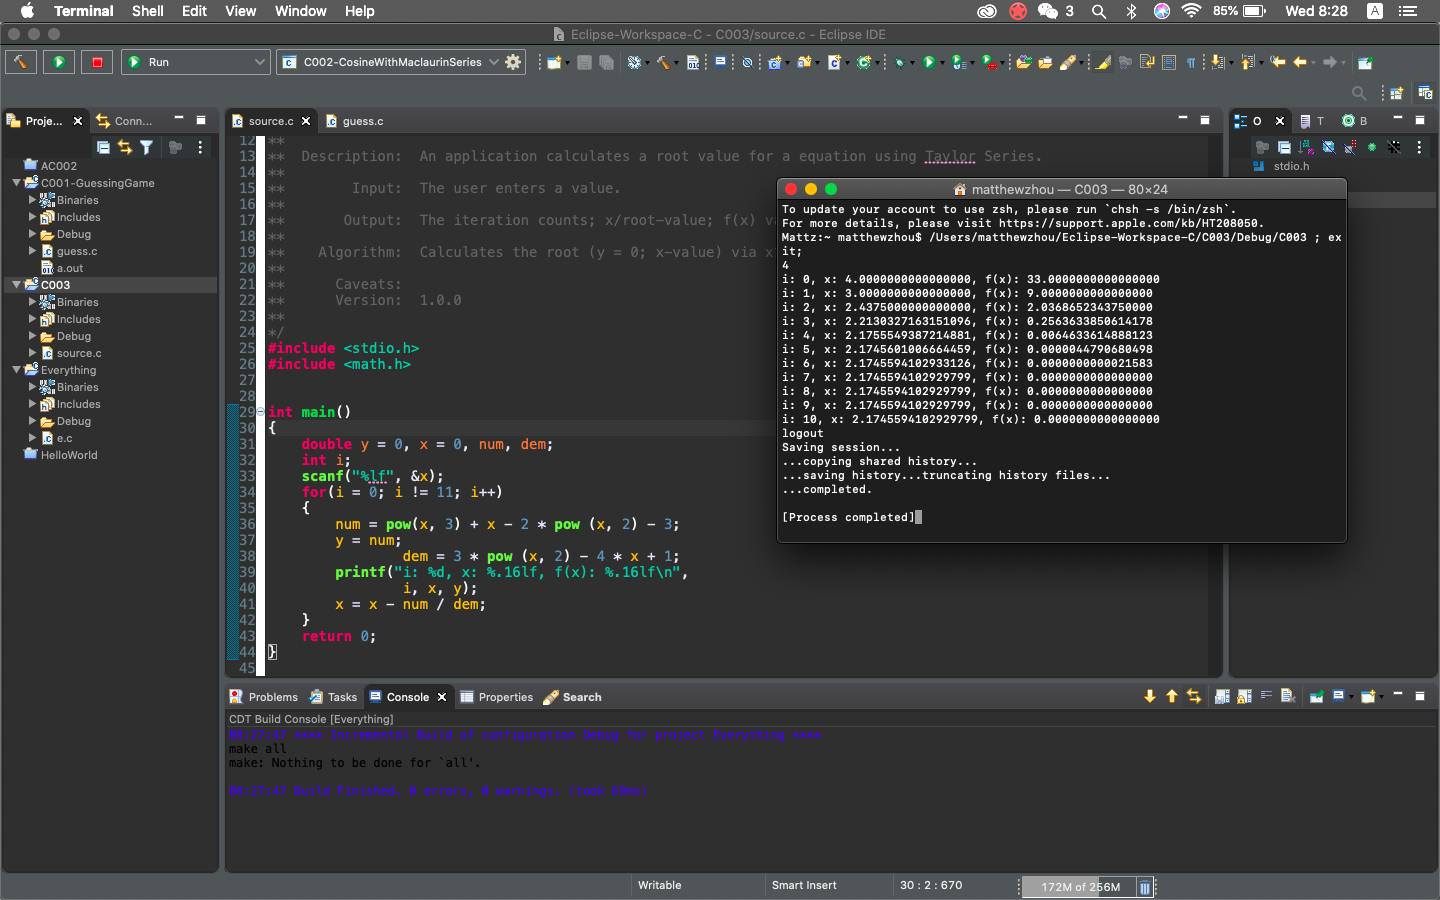 Terminal Shell Edit View Window Help 3 85% Wed 8:28 A
Eclipse-Workspace-C - C003/source.c - Eclipse IDE
Run C002-CosineWithMaclaurinSeries
Proje... Conn...
AC002
C001-GuessingGame
Binaries
Includes
Debug
guess.c
a.out
C003
Binaries
Includes
Debug
source.c
Everything
Binaries
Includes
Debug
e.c
HelloWorld
source.c guess.c
12 **
13 ** Description: An application calculates a root value for a equation using Taylor Series.
14 **
15 ** Input: The user enters a value.
16 **
17 ** Output: The iteration counts; x/root-value; f(x) va
18 **
19 ** Algorithm: Calculates the root (y = 0; x-value) via x
20 **
21 ** Caveats:
22 ** Version: 1.0.0
23 **
24 */
25 #include <stdio.h>
26 #include <math.h>
27
28
29 int main()
30 {
31 double y = 0, x = 0, num, dem;
32 int i;
33 scanf("%lf", &x);
34 for(i = 0; i != 11; i++)
35 {
36 num = pow(x, 3) + x - 2 * pow (x, 2) - 3;
37 y = num;
38 dem = 3 * pow (x, 2) - 4 * x + 1;
39 printf("i: %d, x: %.16lf, f(x): %.16lf\n",
40 i, x, y);
41 x = x - num / dem;
42 }
43 return 0;
44 }
45
O T B
stdio.h
matthewzhou — C003 — 80×24
To update your account to use zsh, please run `chsh -s /bin/zsh`.
For more details, please visit https://support.apple.com/kb/HT208050.
Mattz:~ matthewzhou$ /Users/matthewzhou/Eclipse-Workspace-C/C003/Debug/C003 ; ex
it;
4
i: 0, x: 4.0000000000000000, f(x): 33.0000000000000000
i: 1, x: 3.0000000000000000, f(x): 9.0000000000000000
i: 2, x: 2.4375000000000000, f(x): 2.0368652343750000
i: 3, x: 2.2130327163151096, f(x): 0.2563633850614178
i: 4, x: 2.1755549387214881, f(x): 0.0064633614888123
i: 5, x: 2.1745601006664459, f(x): 0.0000044790680498
i: 6, x: 2.1745594102933126, f(x): 0.0000000000021583
i: 7, x: 2.1745594102929799, f(x): 0.0000000000000000
i: 8, x: 2.1745594102929799, f(x): 0.0000000000000000
i: 9, x: 2.1745594102929799, f(x): 0.0000000000000000
i: 10, x: 2.1745594102929799, f(x): 0.0000000000000000
logout
Saving session...
...copying shared history...
...saving history...truncating history files...
...completed.
[Process completed]
Problems Tasks Console Properties Search
CDT Build Console [Everything]
08:27:47 **** Incremental Build of configuration Debug for project Everything ****
make all
make: Nothing to be done for `all'.
08:27:47 Build Finished. 0 errors, 0 warnings. (took 69ms)
Writable Smart Insert 30 : 2 : 670 172M of 256M